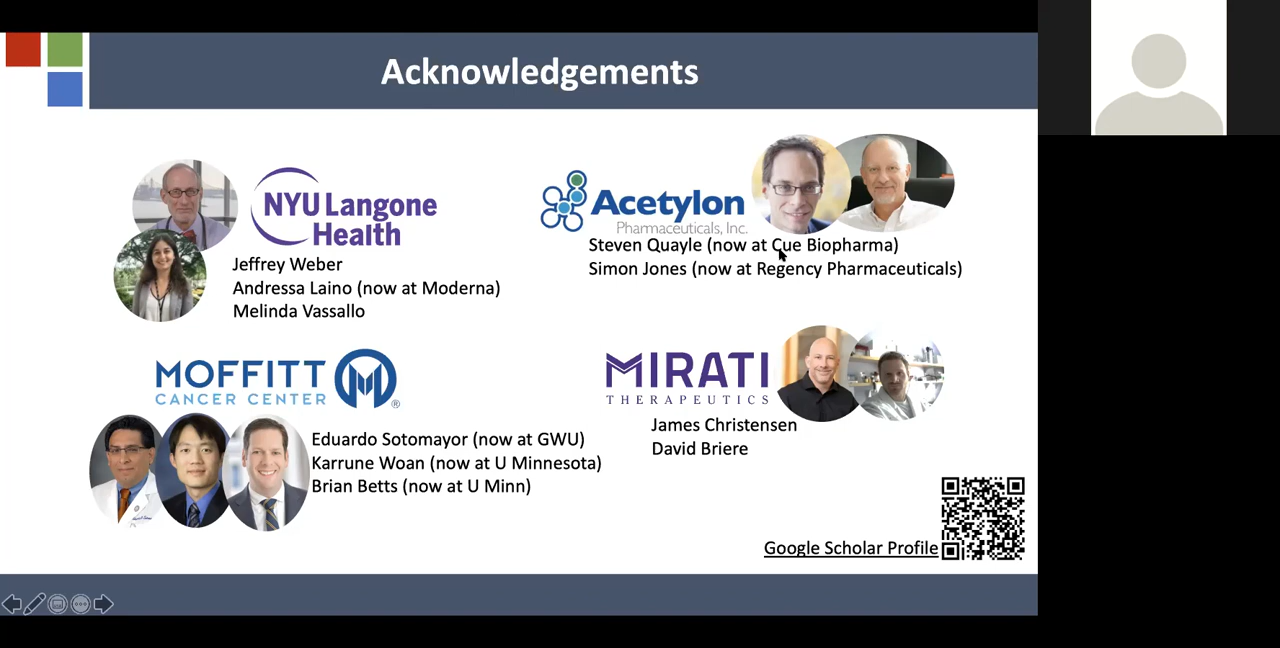 Acknowledgements
NYU Langone
Health
Jeffrey Weber
Andressa Laino (now at Moderna)
Melinda Vassallo
Acetylon
Pharmaceuticals, Inc.
Steven Quayle (now at Cue Biopharma)
Simon Jones (now at Regency Pharmaceuticals)
MOFFITT
CANCER CENTER
®
Eduardo Sotomayor (now at GWU)
Karrune Woan (now at U Minnesota)
Brian Betts (now at U Minn)
MIRATI
THERAPEUTICS
James Christensen
David Briere
Google Scholar Profile